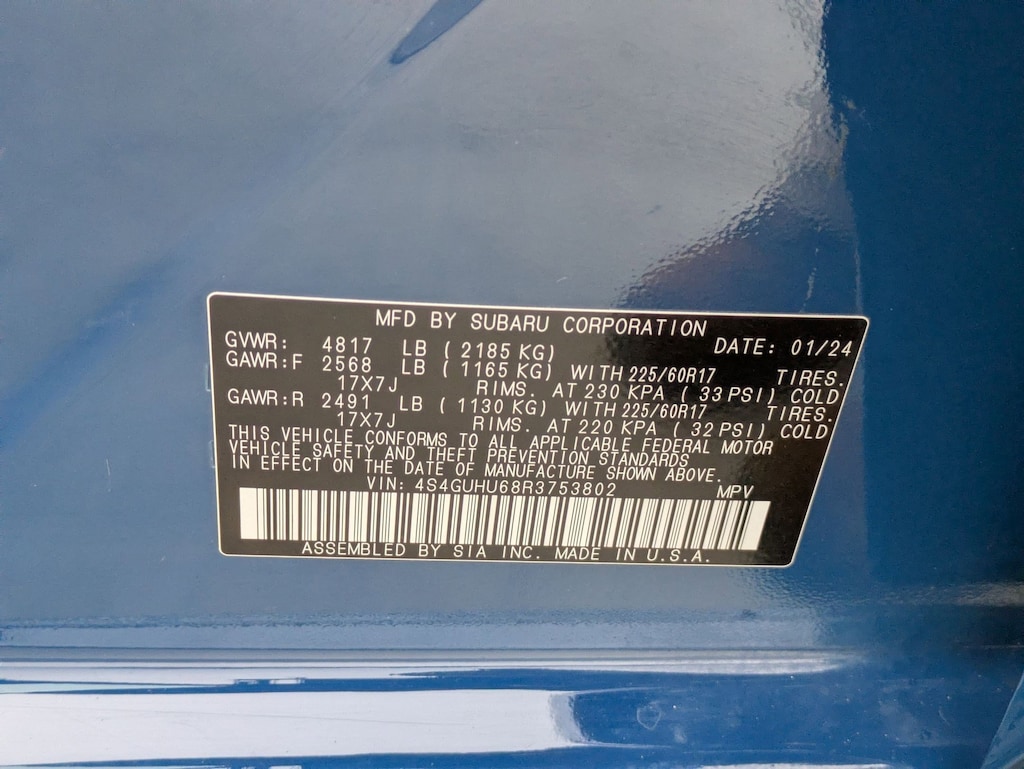 MFD BY SUBARU CORPORATION
GVWR: 4817 LB ( 2185 KG) DATE: 01/24
GAWR:F 2568 LB ( 1165 KG) WITH 225/60R17 TIRES.
17X7J RIMS. AT 230 KPA ( 33 PSI) COLD
GAWR:R 2491 LB ( 1130 KG) WITH 225/60R17 TIRES.
17X7J RIMS. AT 220 KPA ( 32 PSI) COLD
THIS VEHICLE CONFORMS TO ALL APPLICABLE FEDERAL MOTOR
VEHICLE SAFETY AND THEFT PREVENTION STANDARDS
IN EFFECT ON THE DATE OF MANUFACTURE SHOWN ABOVE.
VIN: 4S4GUHU68R3753802 MPV
ASSEMBLED BY SIA INC. MADE IN U.S.A.